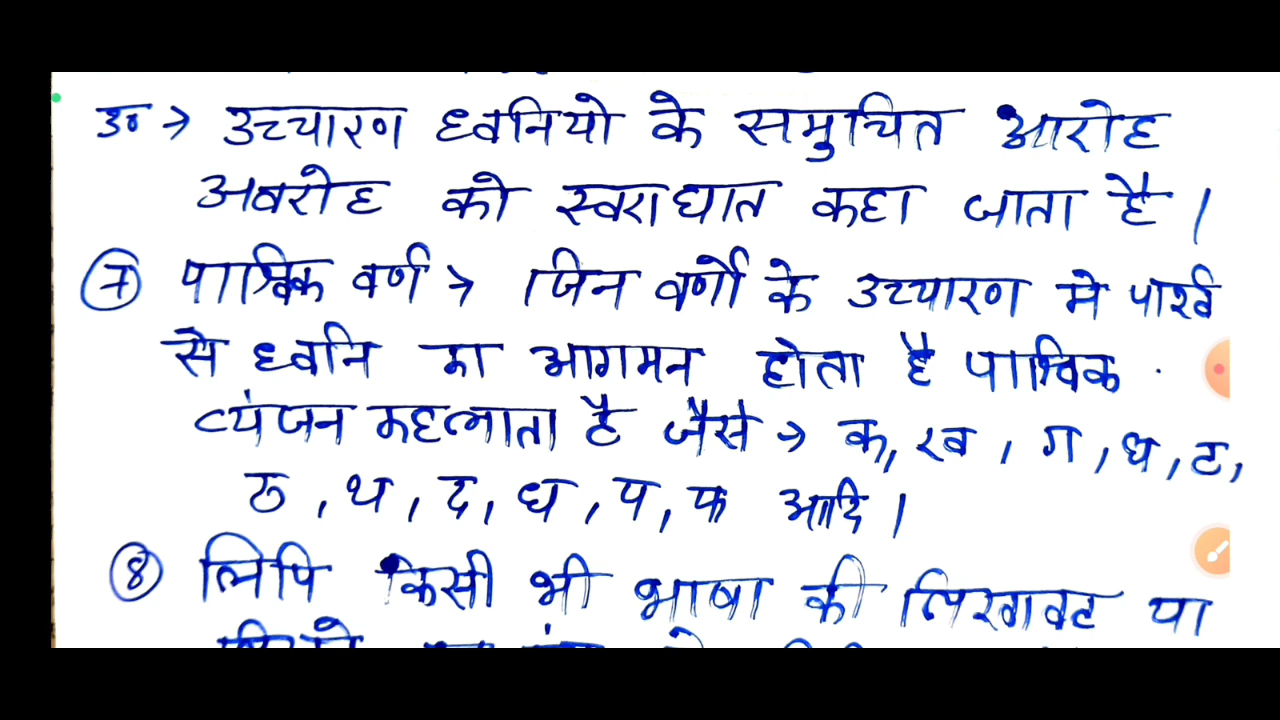 उ० → उच्चारण ध्वनियो के समुचित आरोह
अवरोह को स्वराघात कहा जाता है।
⑦ पार्श्विक वर्ण → जिन वर्णों के उच्चारण मे पार्श्व
से ध्वनि का आगमन होता है पार्श्विक
व्यंजन कहलाता है जैसे → क, ख, ग, घ, ट,
ठ, थ, द, ध, प, फ आदि।
⑧ लिपि किसी भी भाषा की लिखावट या